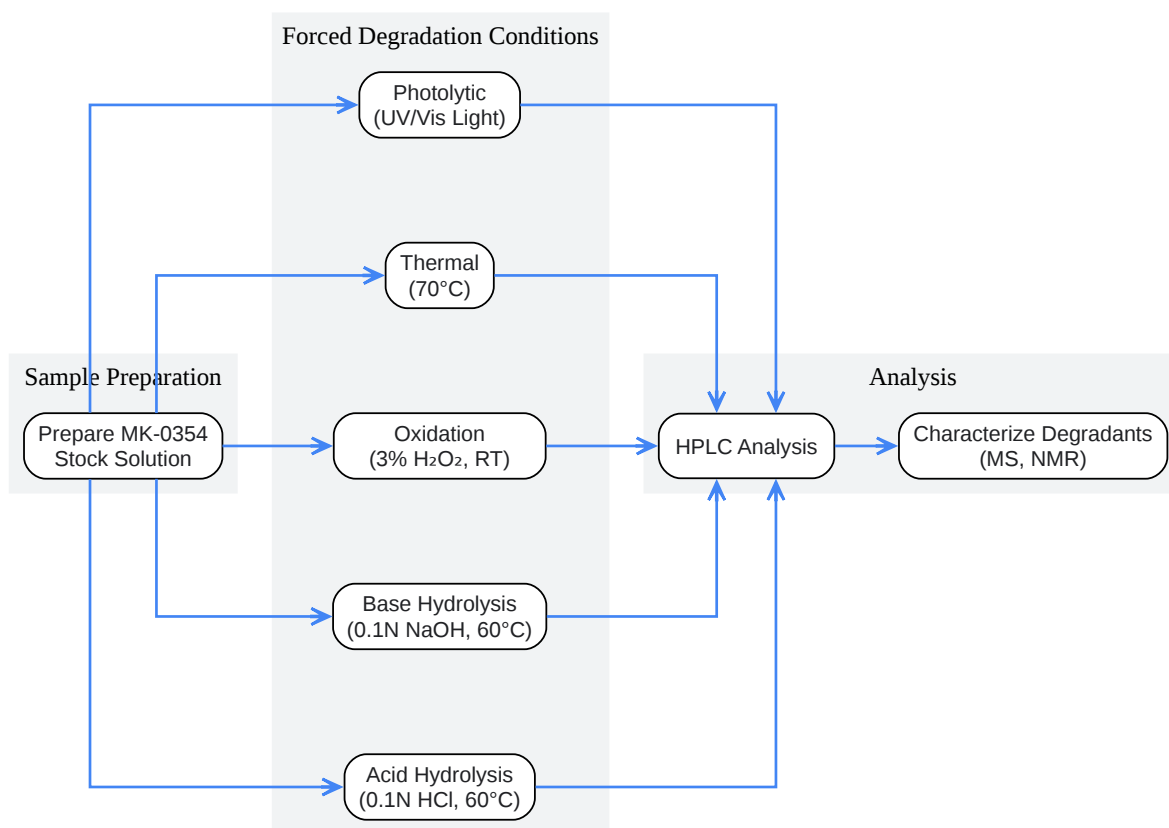 Forced Degradation Conditions
Photolytic
(UV/Vis Light)
Thermal
(70°C)
Sample Preparation
Prepare MK-0354
Stock Solution
Oxidation
(3% H₂O₂, RT)
Analysis
HPLC Analysis
Characterize Degradants
(MS, NMR)
Base Hydrolysis
(0.1N NaOH, 60°C)
Acid Hydrolysis
(0.1N HCl, 60°C)